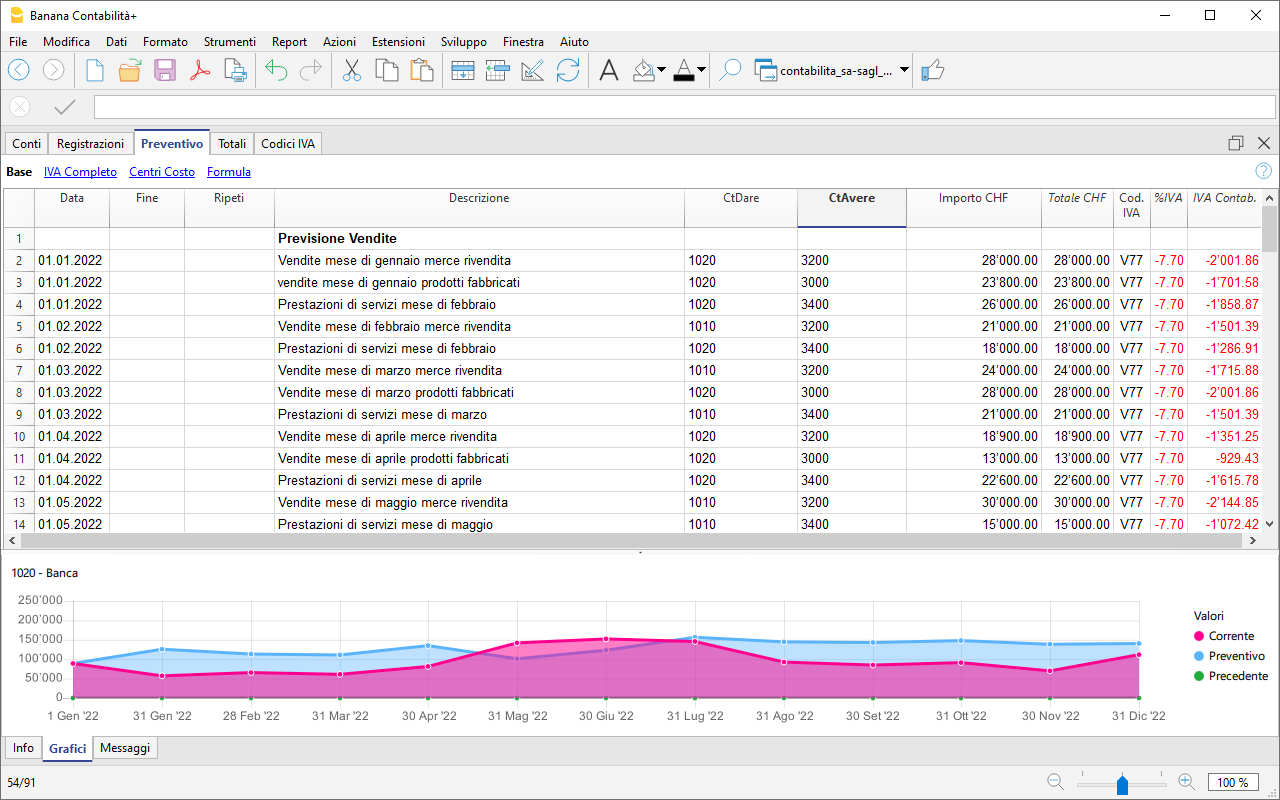 Banana Contabilità+
File Modifica Dati Formato Strumenti Report Azioni Estensioni Sviluppo Finestra Aiuto
contabilita_sa-sagl_...
Conti Registrazioni Preventivo Totali Codici IVA
Base IVA Completo Centri Costo Formula
Data Fine Ripeti Descrizione CtDare CtAvere Importo CHF Totale CHF Cod. IVA %IVA IVA Contab.
1 Previsione Vendite
2 01.01.2022 Vendite mese di gennaio merce rivendita 1020 3200 28'000.00 28'000.00 V77 -7.70 -2'001.86
3 01.01.2022 vendite mese di gennaio prodotti fabbricati 1020 3000 23'800.00 23'800.00 V77 -7.70 -1'701.58
4 01.01.2022 Prestazioni di servizi mese di febbraio 1020 3400 26'000.00 26'000.00 V77 -7.70 -1'858.87
5 01.02.2022 Vendite mese di febbraio merce rivendita 1010 3200 21'000.00 21'000.00 V77 -7.70 -1'501.39
6 01.02.2022 Prestazioni di servizi mese di febbraio 1020 3400 18'000.00 18'000.00 V77 -7.70 -1'286.91
7 01.03.2022 Vendite mese di marzo merce rivendita 1010 3200 24'000.00 24'000.00 V77 -7.70 -1'715.88
8 01.03.2022 Vendite mese di marzo prodotti fabbricati 1020 3000 28'000.00 28'000.00 V77 -7.70 -2'001.86
9 01.03.2022 Prestazioni di servizi mese di marzo 1010 3400 21'000.00 21'000.00 V77 -7.70 -1'501.39
10 01.04.2022 Vendite mese di aprile merce rivendita 1020 3200 18'900.00 18'900.00 V77 -7.70 -1'351.25
11 01.04.2022 Vendite mese di aprile prodotti fabbricati 1020 3000 13'000.00 13'000.00 V77 -7.70 -929.43
12 01.04.2022 Prestazioni di servizi mese di aprile 1020 3400 22'600.00 22'600.00 V77 -7.70 -1'615.78
13 01.05.2022 Vendite mese di maggio merce rivendita 1010 3200 30'000.00 30'000.00 V77 -7.70 -2'144.85
14 01.05.2022 Prestazioni di servizi mese di maggio 1010 3400 15'000.00 15'000.00 V77 -7.70 -1'072.42
1020 - Banca
250'000
200'000
150'000
100'000
50'000
0
1 Gen '22 31 Gen '22 28 Feb '22 31 Mar '22 30 Apr '22 31 Mag '22 30 Giu '22 31 Lug '22 31 Ago '22 30 Set '22 31 Ott '22 30 Nov '22 31 Dic '22
Valori
Corrente
Preventivo
Precedente
Info Grafici Messaggi
54/91
100 %